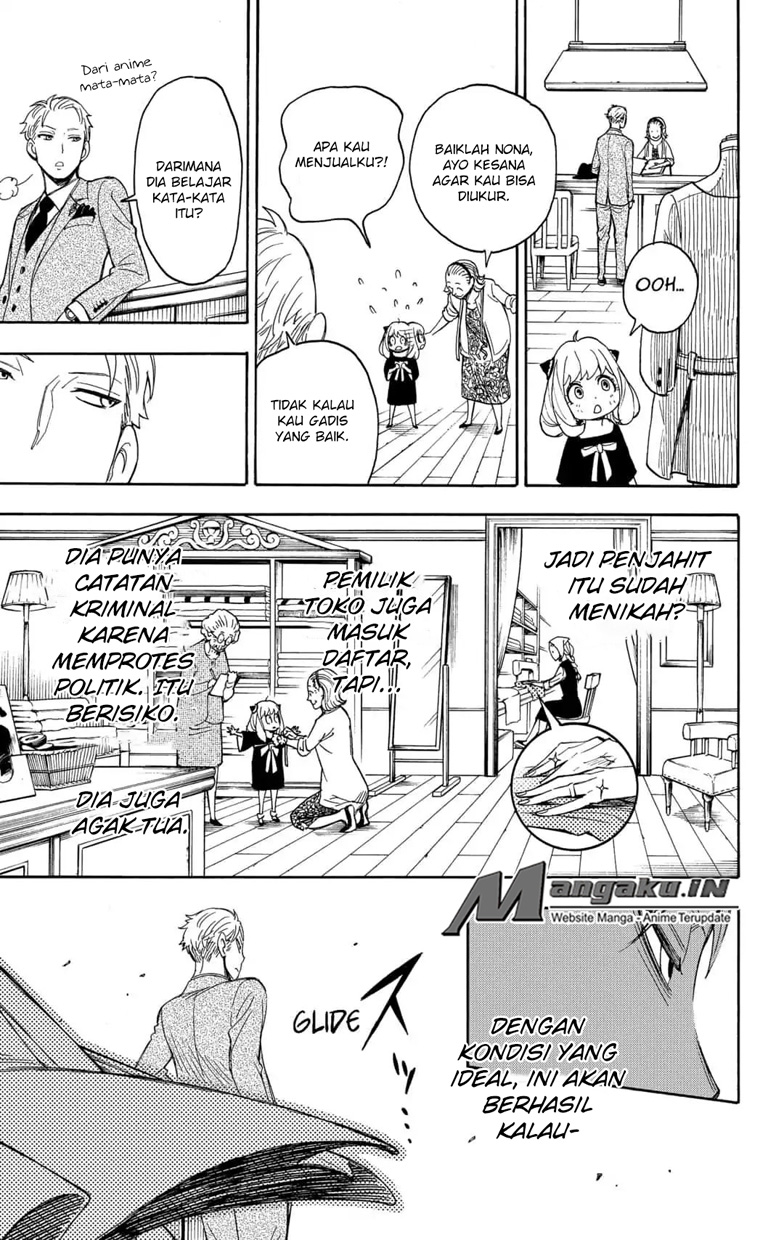 OOH...
BAIKLAH NONA,
AYO KESANA
AGAR KAU BISA
DIUKUR.
APA KAU
MENJUALKU?!
TIDAK KALAU
KAU GADIS
YANG BAIK.
DARIMANA
DIA BELAJAR
KATA-KATA
ITU?
Dari anime
mata-mata?
JADI PENJAHIT
ITU SUDAH
MENIKAH?
PEMILIK
TOKO JUGA
MASUK
DAFTAR,
TAPI...
DIA PUNYA
CATATAN
KRIMINAL
KARENA
MEMPROTES
POLITIK. ITU
BERISIKO.
DIA JUGA
AGAK TUA.
Mangaku.iN
Website Manga - Anime Terupdate
DENGAN
KONDISI YANG
IDEAL, INI AKAN
BERHASIL
KALAU-
GLIDE
スッ